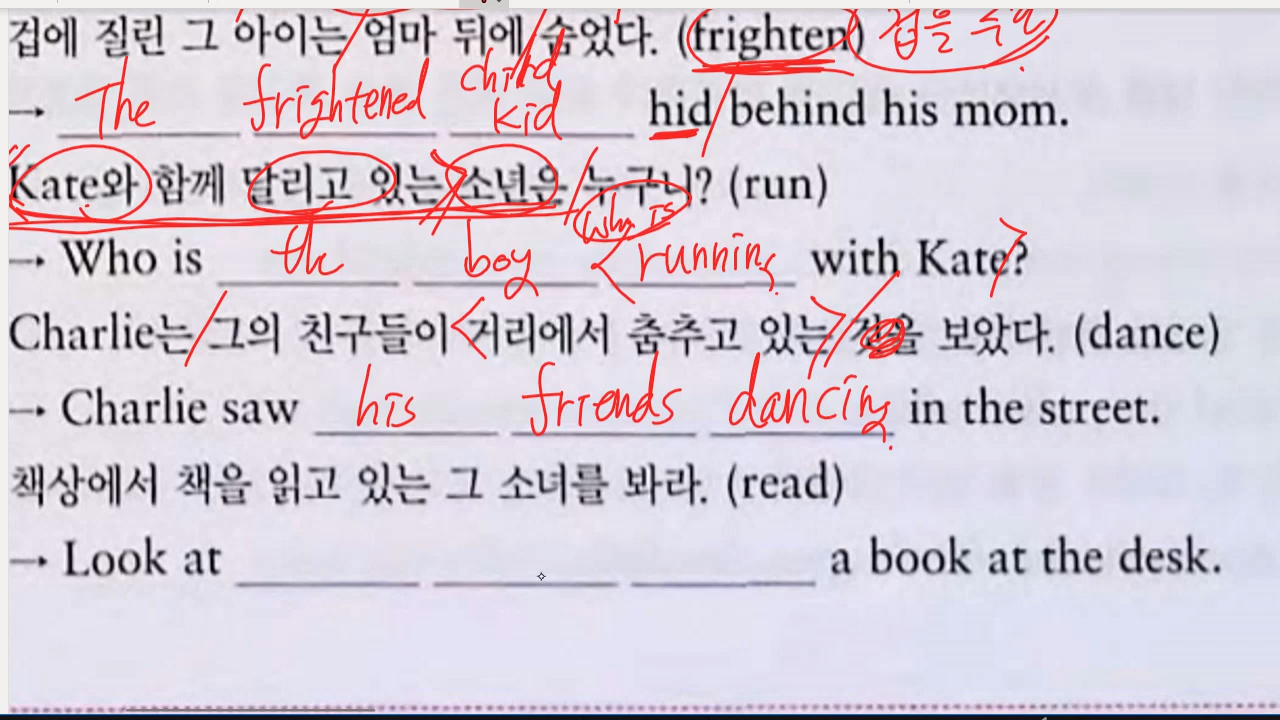 겁에 질린 그 아이는 엄마 뒤에 숨었다. (frighten) 겁을 주다
child
→ The frightened kid hid behind his mom.
Kate와 함께 달리고 있는 소년은 누구니? (run)
who is
→ Who is the boy running with Kate?
Charlie는 그의 친구들이 거리에서 춤추고 있는 것을 보았다. (dance)
→ Charlie saw his friends dancing in the street.
책상에서 책을 읽고 있는 그 소녀를 봐라. (read)
→ Look at ___ ___ ___ a book at the desk.